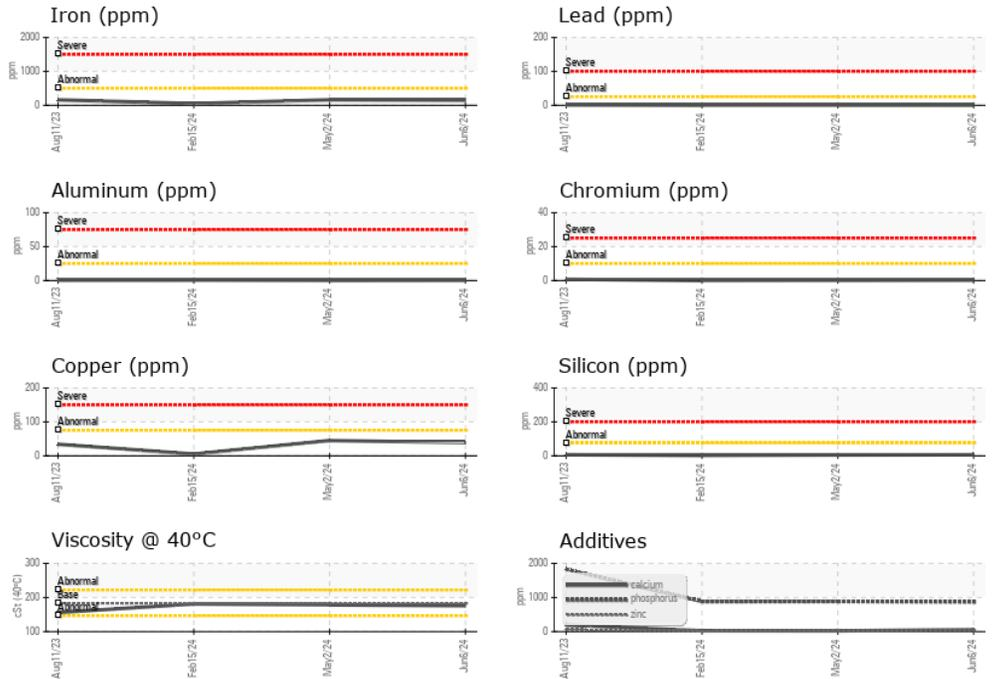 Iron (ppm)
2000
1000
0
ppm
Severe
Abnormal
Aug11/23
Feb15/24
May2/24
Jun6/24
Lead (ppm)
200
100
0
ppm
Severe
Abnormal
Aug11/23
Feb15/24
May2/24
Jun6/24
Aluminum (ppm)
100
50
0
ppm
Severe
Abnormal
Aug11/23
Feb15/24
May2/24
Jun6/24
Chromium (ppm)
40
20
0
ppm
Severe
Abnormal
Aug11/23
Feb15/24
May2/24
Jun6/24
Copper (ppm)
200
100
0
ppm
Severe
Abnormal
Aug11/23
Feb15/24
May2/24
Jun6/24
Silicon (ppm)
400
200
0
ppm
Severe
Abnormal
Aug11/23
Feb15/24
May2/24
Jun6/24
Viscosity @ 40°C
300
200
100
cSt (40°C)
Abnormal
Base
Abnormal
Aug11/23
Feb15/24
May2/24
Jun6/24
Additives
2000
1000
0
ppm
calcium
phosphorus
zinc
Aug11/23
Feb15/24
May2/24
Jun6/24